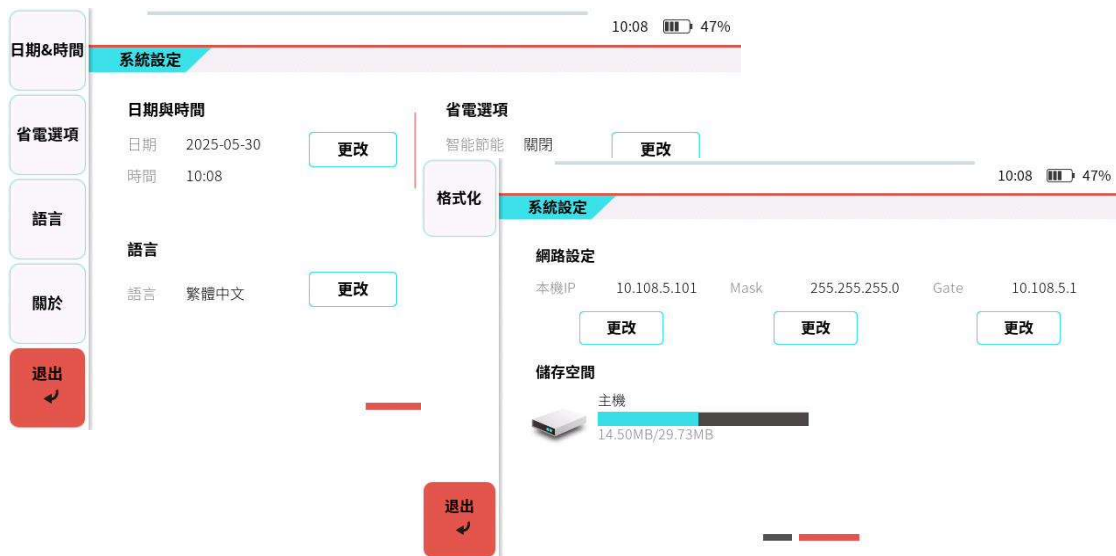 10:08 47%
系統設定
日期&時間
省電選項
語言
關於
退出
日期與時間
日期 2025-05-30 更改
時間 10:08
省電選項
智能節能 關閉 更改
語言
語言 繁體中文 更改
10:08 47%
系統設定
格式化
退出
網路設定
本機IP 10.108.5.101 Mask 255.255.255.0 Gate 10.108.5.1
更改 更改 更改
儲存空間
主機
14.50MB/29.73MB